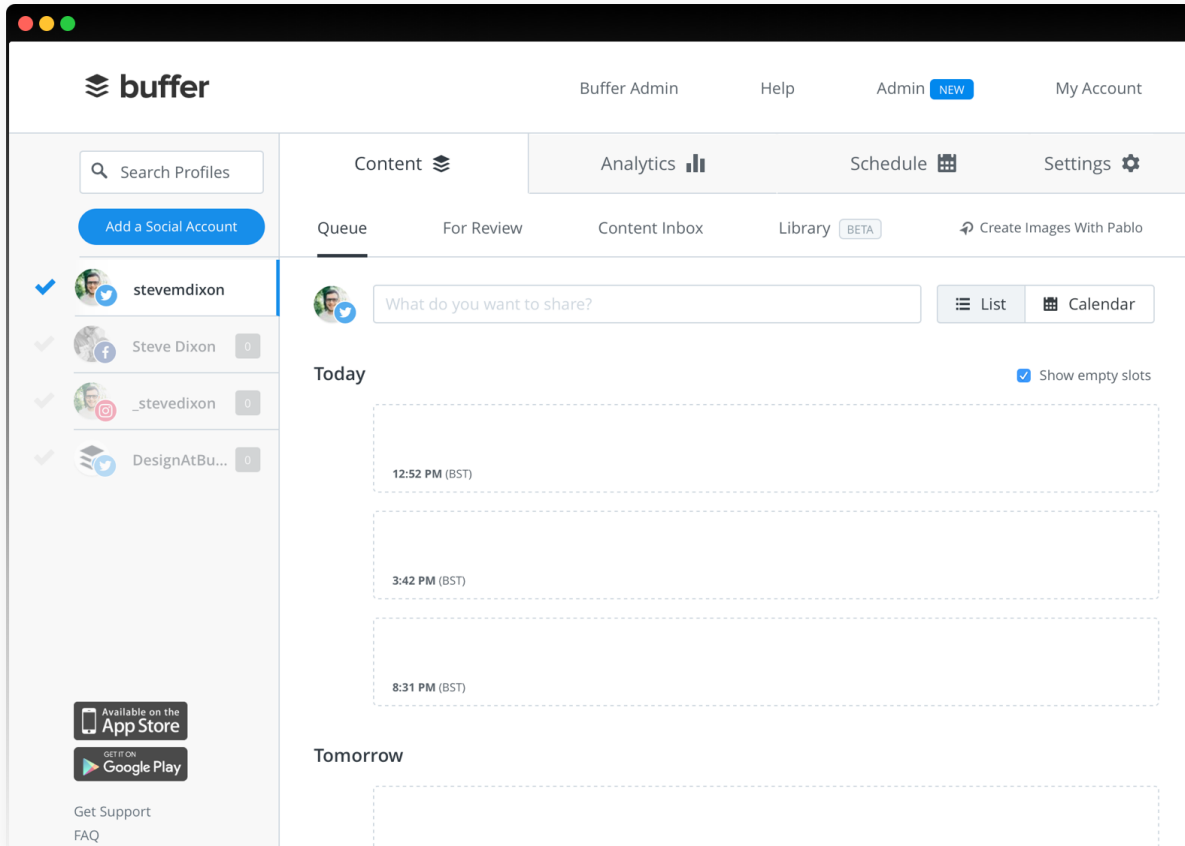 buffer
Buffer Admin
Help
Admin NEW
My Account
Search Profiles
Add a Social Account
stevemdixon
Steve Dixon 0
_stevedixon 0
DesignAtBu... 0
Available on the
App Store
GET IT ON
Google Play
Get Support
FAQ
Content
Analytics
Schedule
Settings
Queue
For Review
Content Inbox
Library BETA
Create Images With Pablo
What do you want to share?
List
Calendar
Today
Show empty slots
12:52 PM (BST)
3:42 PM (BST)
8:31 PM (BST)
Tomorrow